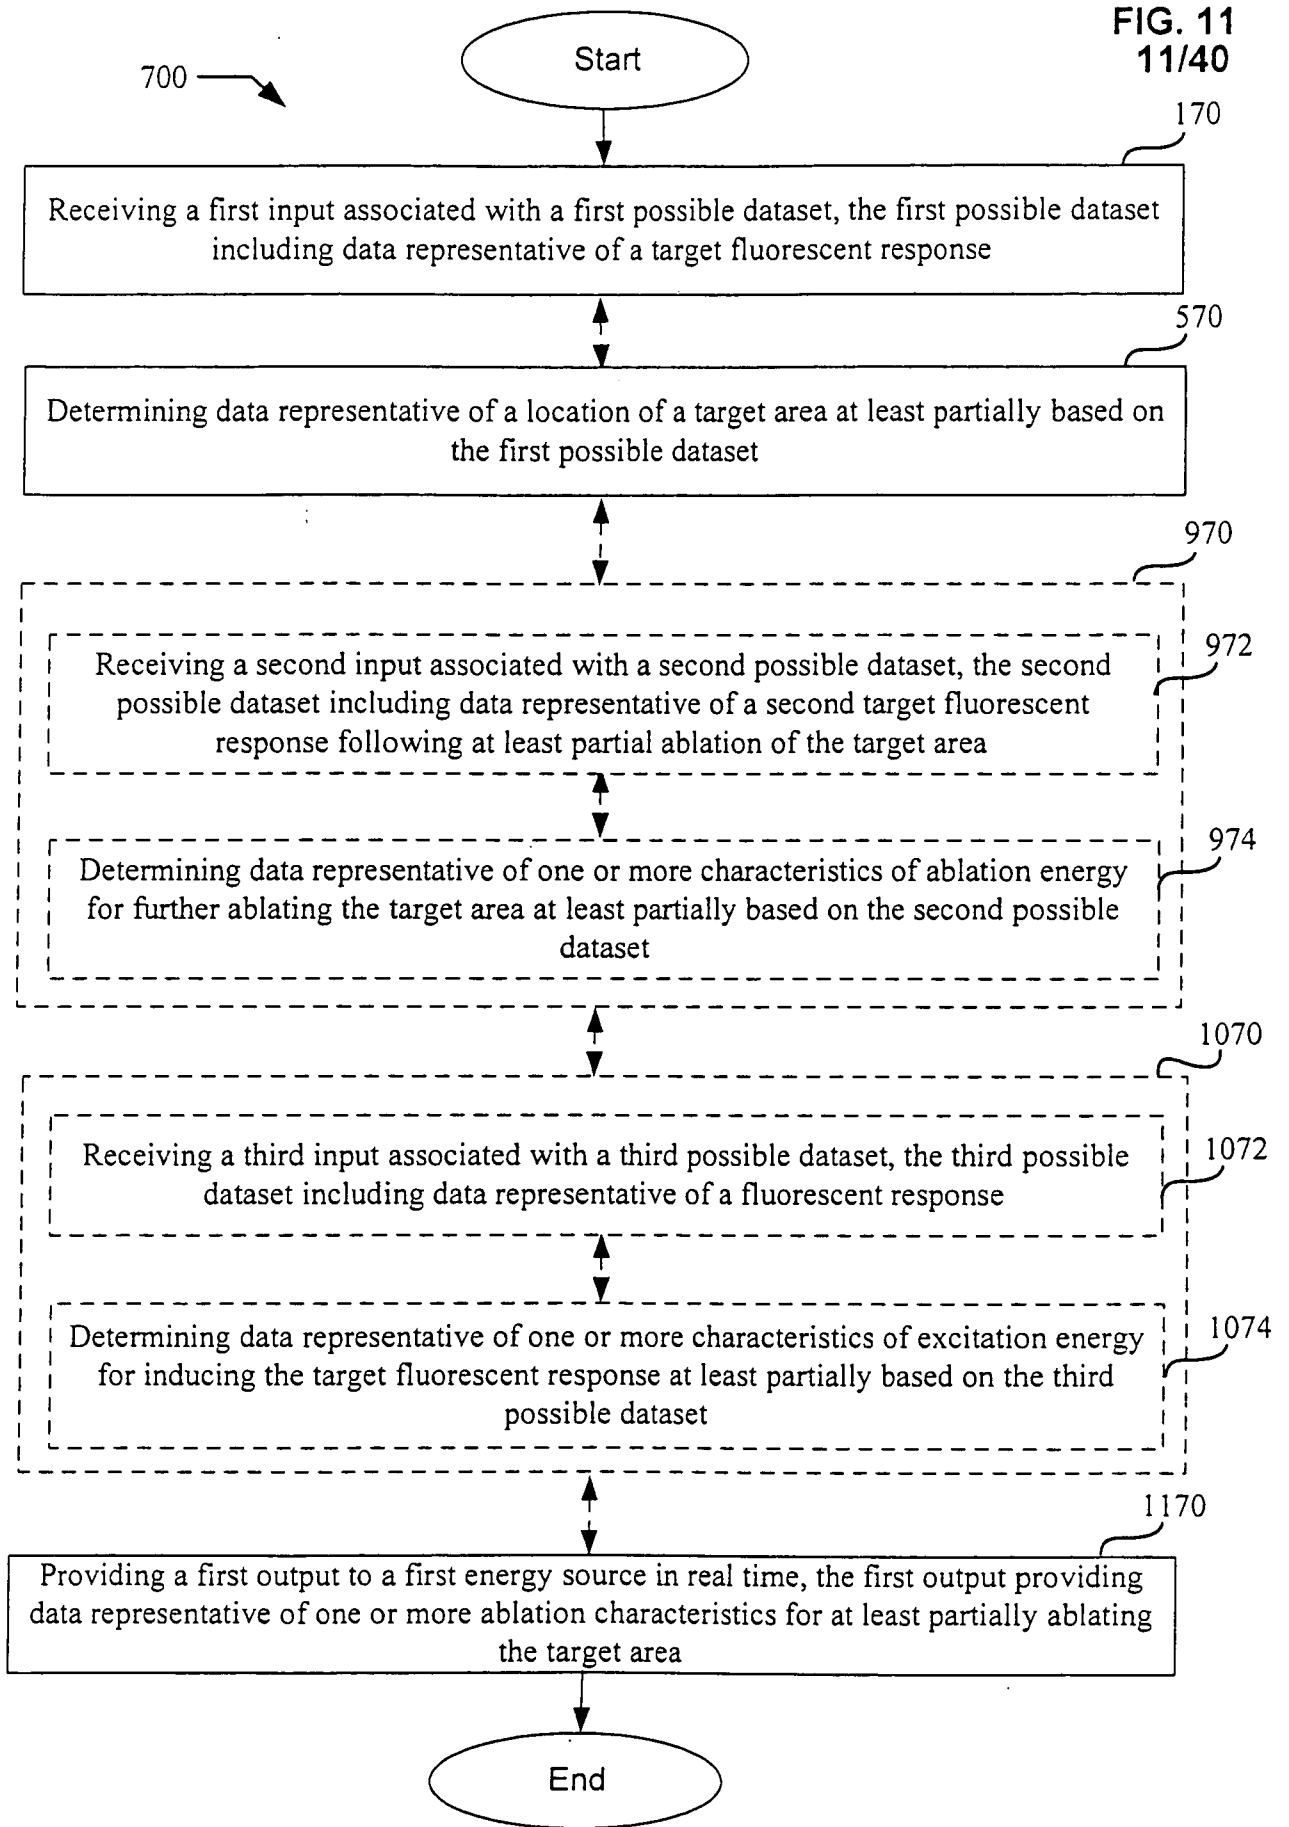 FIG. 11
11/40
Start
700
170
Receiving a first input associated with a first possible dataset, the first possible dataset
including data representative of a target fluorescent response
570
Determining data representative of a location of a target area at least partially based on
the first possible dataset
970
972
Receiving a second input associated with a second possible dataset, the second
possible dataset including data representative of a second target fluorescent
response following at least partial ablation of the target area
974
Determining data representative of one or more characteristics of ablation energy
for further ablating the target area at least partially based on the second possible
dataset
1070
1072
Receiving a third input associated with a third possible dataset, the third possible
dataset including data representative of a fluorescent response
1074
Determining data representative of one or more characteristics of excitation energy
for inducing the target fluorescent response at least partially based on the third
possible dataset
1170
Providing a first output to a first energy source in real time, the first output providing
data representative of one or more ablation characteristics for at least partially ablating
the target area
End